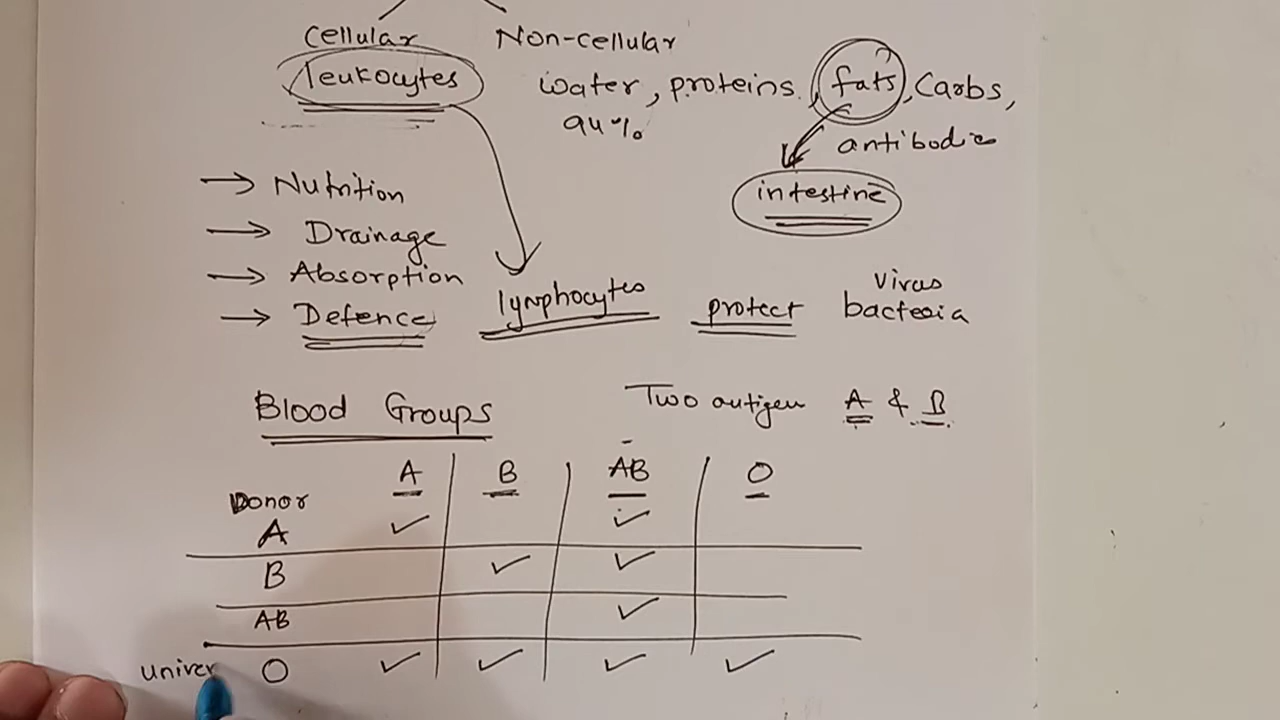 Cellular Non-cellular
leukocytes water, proteins, fats, Carbs,
94% antibodies
→ Nutrition intestine
→ Drainage
→ Absorption
→ Defence lymphocytes protect virus
bacteria
Blood Groups Two antigen A & B
A B AB O
Donor
A ✓ ✓
B ✓ ✓
AB ✓
univer O ✓ ✓ ✓ ✓